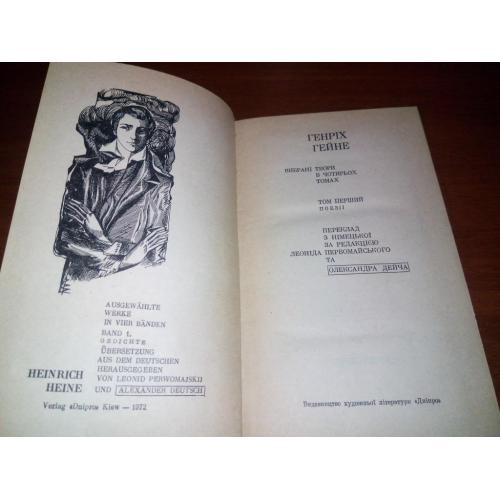 AUSGEWÄHLTE
WERKE
IN VIER BÄNDEN
BAND 1.
GEDICHTE
ÜBERSETZUNG
AUS DEM DEUTSCHEN
HERAUSGEGEBEN
VON LEONID PERWOMAISKIJ
UND ALEXANDER DEUTSCH
HEINRICH
HEINE
Verlag «Dnipro» Kiew — 1972
ГЕНРІХ
ГЕЙНЕ
ВИБРАНІ ТВОРИ
В ЧОТИРЬОХ
ТОМАХ
ТОМ ПЕРШИЙ
ПОЕЗІЇ
ПЕРЕКЛАД
З НІМЕЦЬКОЇ
ЗА РЕДАКЦІЄЮ
ЛЕОНІДА ПЕРВОМАЙСЬКОГО
ТА
ОЛЕКСАНДРА ДЕЙЧА
Видавництво художньої літератури «Дніпро»